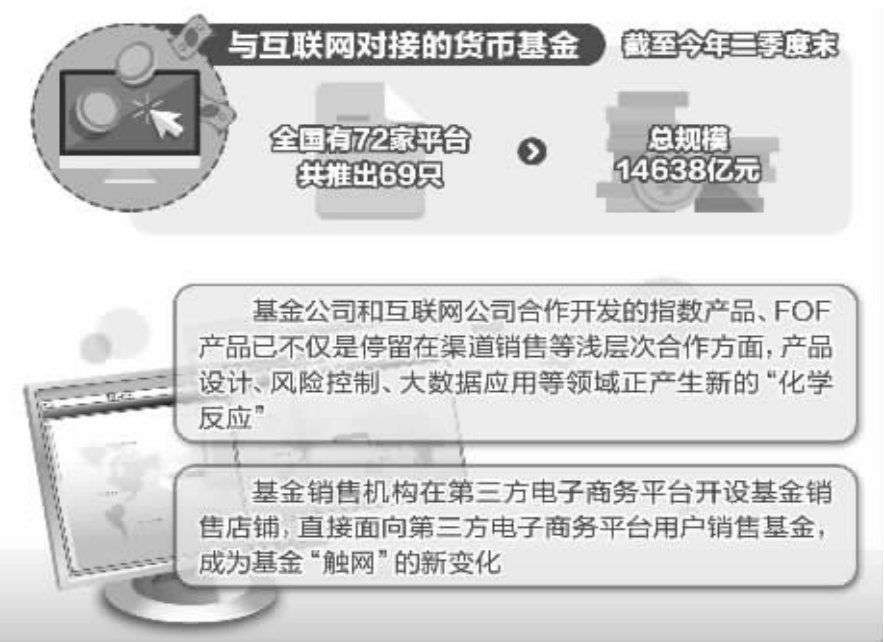 与互联网对接的货币基金
截至今年三季度末
全国有72家平台
共推出69只
总规模
14638亿元
基金公司和互联网公司合作开发的指数产品、FOF
产品已不仅是停留在渠道销售等浅层次合作方面，产品
设计、风险控制、大数据应用等领域正产生新的“化学
反应”
基金销售机构在第三方电子商务平台开设基金销
售店铺，直接面向第三方电子商务平台用户销售基金，
成为基金“触网”的新变化